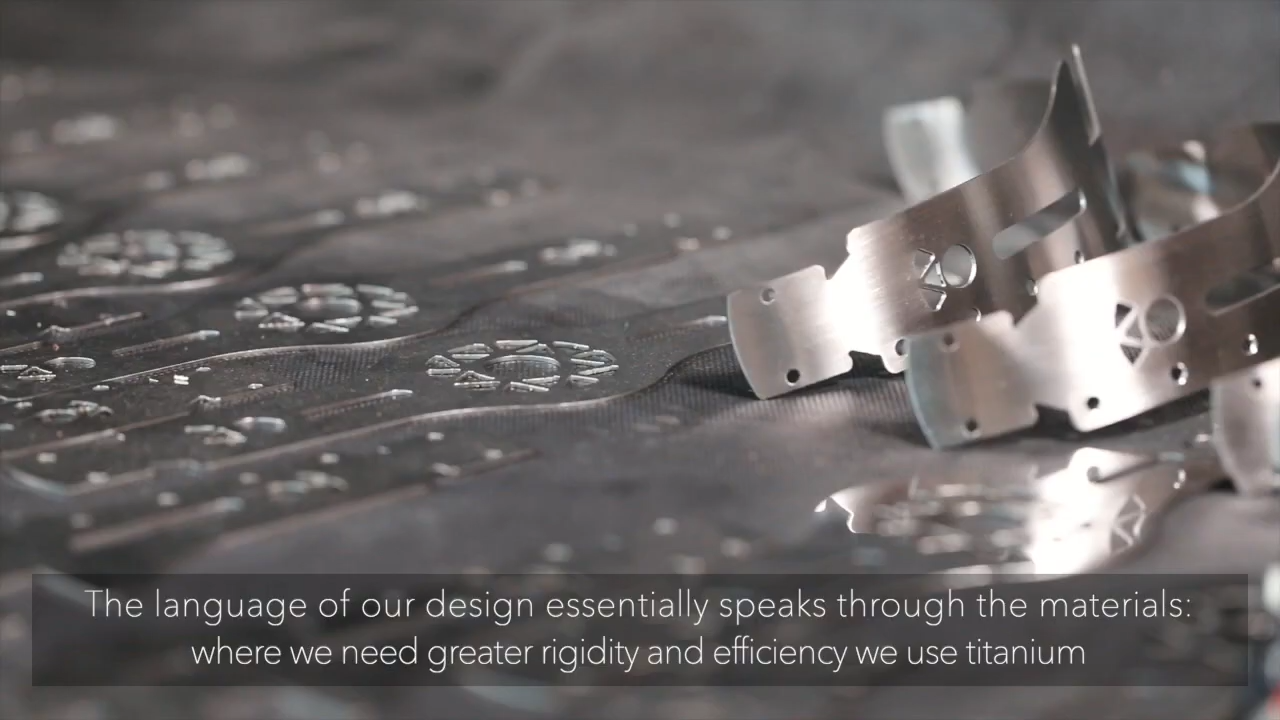 The language of our design essentially speaks through the materials:
where we need greater rigidity and efficiency we use titanium